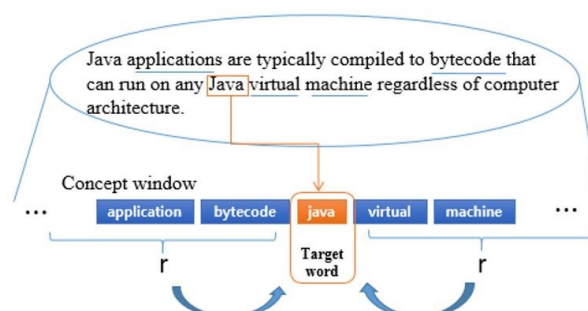 Java applications are typically compiled to bytecode that
can run on any Java virtual machine regardless of computer
architecture.
Concept window
... application bytecode java virtual machine ...
Target
word
r r